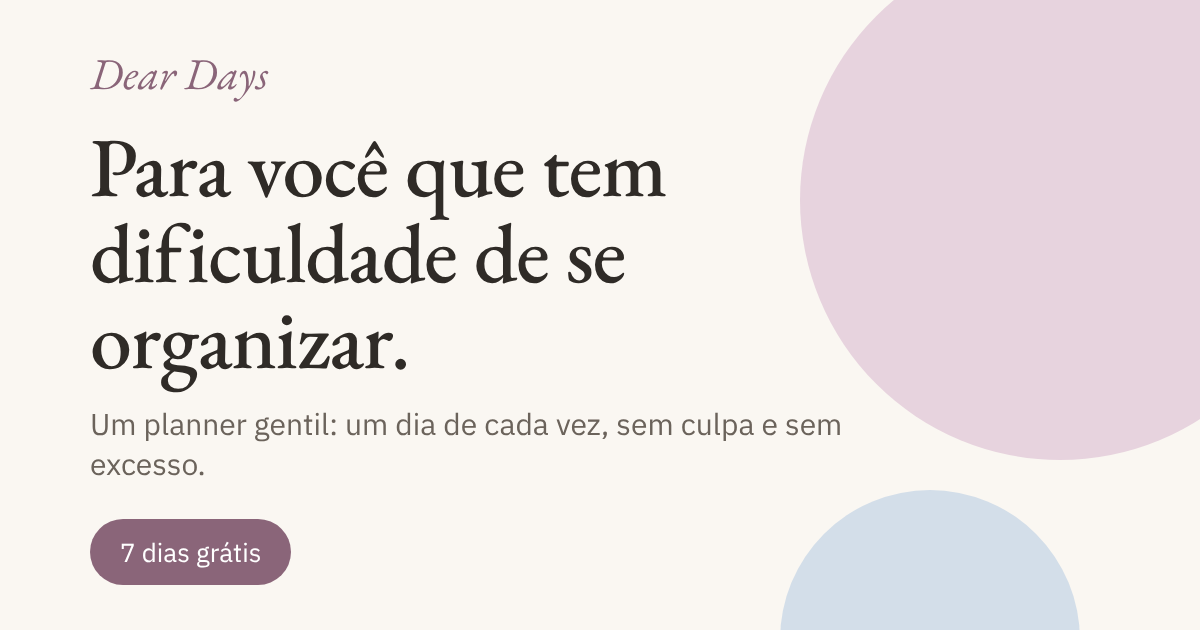 Dear Days
Para você que tem
dificuldade de se
organizar.
Um planner gentil: um dia de cada vez, sem culpa e sem
excesso.
7 dias grátis